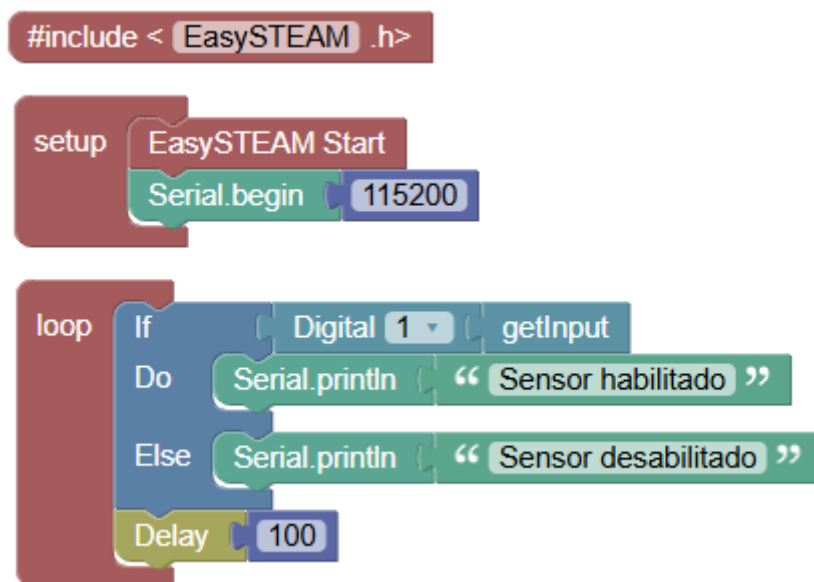 #include < EasySTEAM .h>
setup EasySTEAM Start
Serial.begin 115200
loop If Digital 1 getInput
Do Serial.println “ Sensor habilitado ”
Else Serial.println “ Sensor desabilitado ”
Delay 100